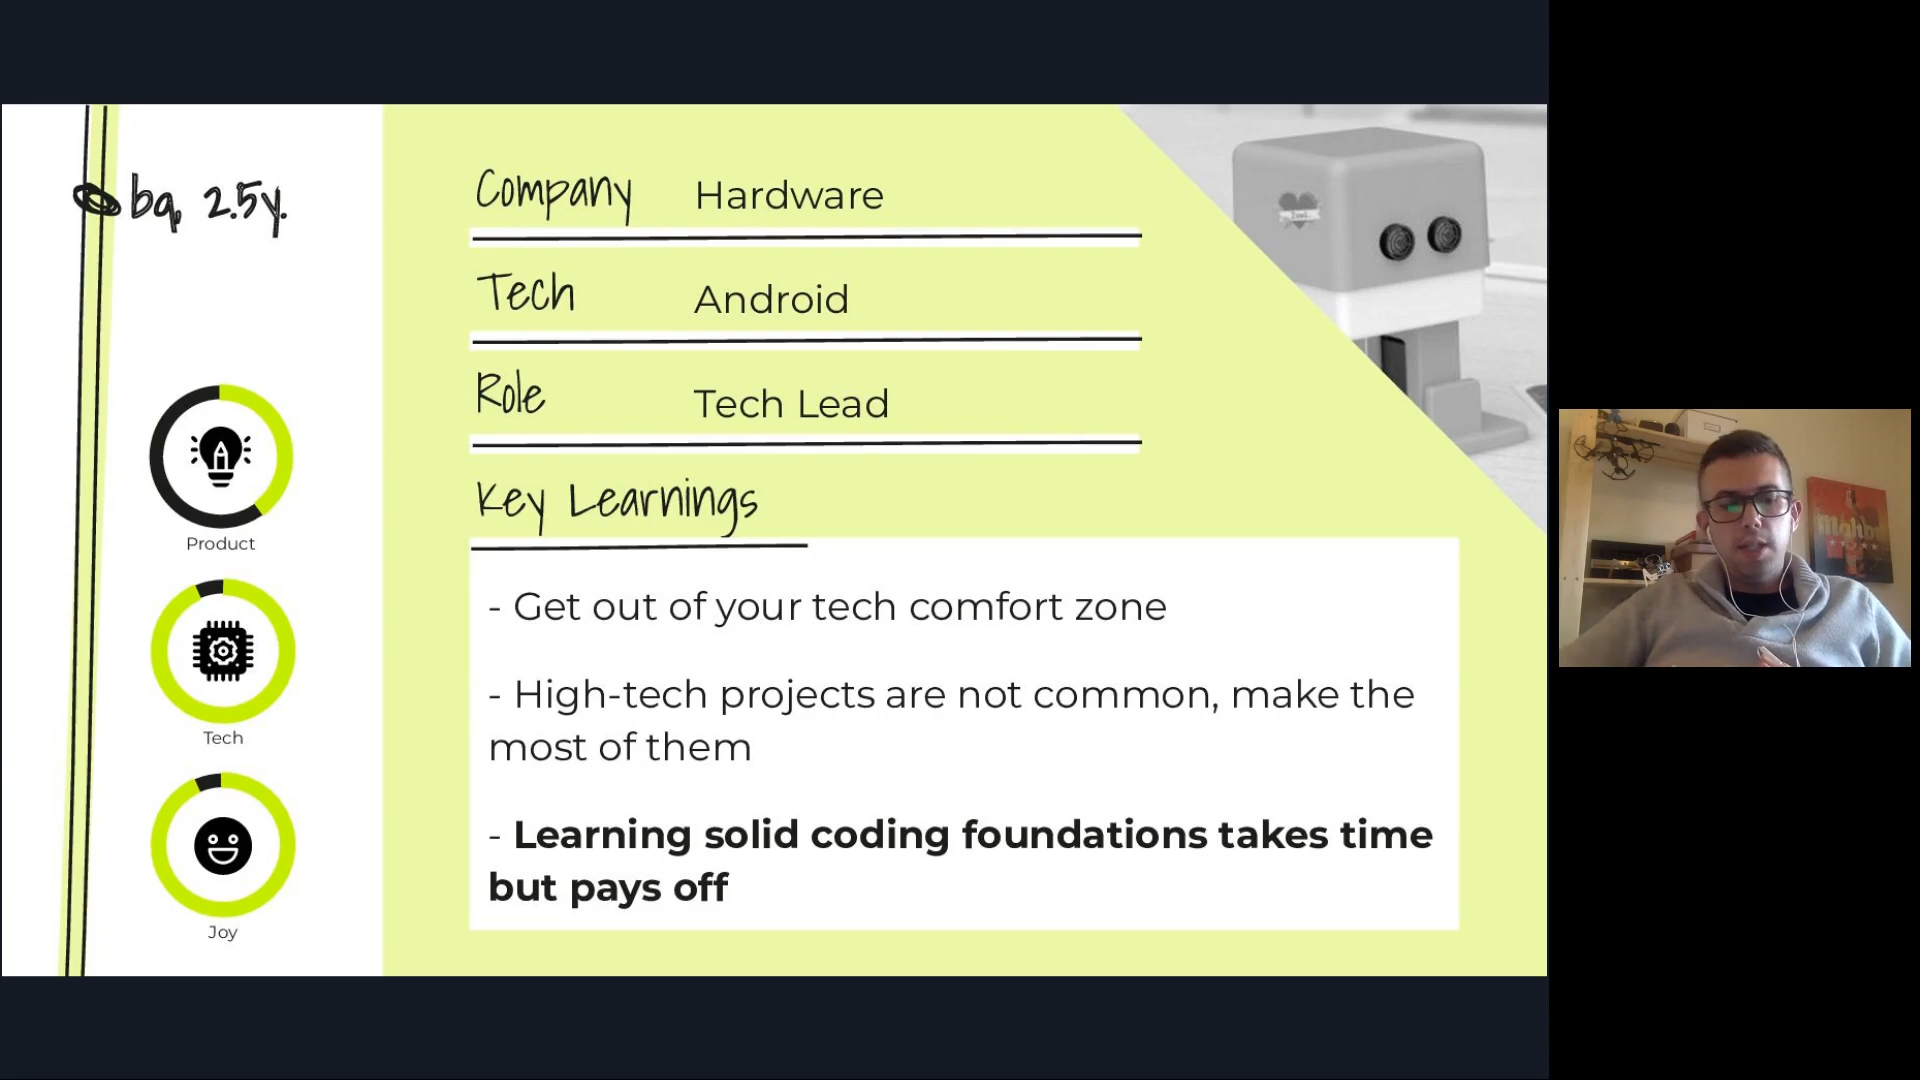 bq, 2.5y.
Product
Tech
Joy
Company Hardware
Tech Android
Role Tech Lead
Key Learnings
- Get out of your tech comfort zone
- High-tech projects are not common, make the
most of them
- Learning solid coding foundations takes time
but pays off